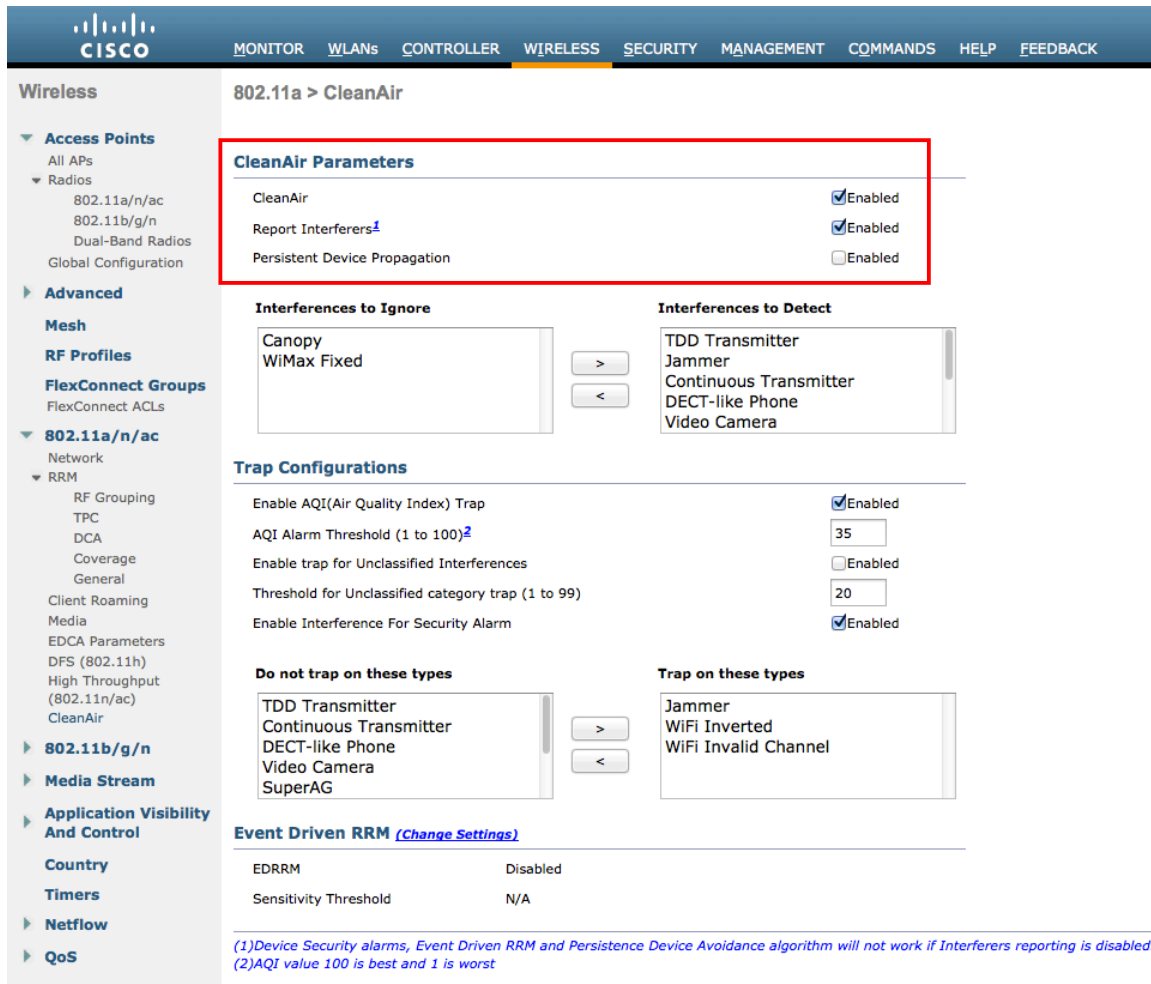 CISCO
MONITOR WLANs CONTROLLER WIRELESS SECURITY MANAGEMENT COMMANDS HELP FEEDBACK
Wireless
Access Points
All APs
Radios
802.11a/n/ac
802.11b/g/n
Dual-Band Radios
Global Configuration
Advanced
Mesh
RF Profiles
FlexConnect Groups
FlexConnect ACLs
802.11a/n/ac
Network
RRM
RF Grouping
TPC
DCA
Coverage
General
Client Roaming
Media
EDCA Parameters
DFS (802.11h)
High Throughput
(802.11n/ac)
CleanAir
802.11b/g/n
Media Stream
Application Visibility
And Control
Country
Timers
Netflow
QoS
802.11a > CleanAir
CleanAir Parameters
CleanAir Enabled
Report Interferers1 Enabled
Persistent Device Propagation Enabled
Interferences to Ignore
Canopy
WiMax Fixed
>
<
Interferences to Detect
TDD Transmitter
Jammer
Continuous Transmitter
DECT-like Phone
Video Camera
Trap Configurations
Enable AQI(Air Quality Index) Trap Enabled
AQI Alarm Threshold (1 to 100)2 35
Enable trap for Unclassified Interferences Enabled
Threshold for Unclassified category trap (1 to 99) 20
Enable Interference For Security Alarm Enabled
Do not trap on these types
TDD Transmitter
Continuous Transmitter
DECT-like Phone
Video Camera
SuperAG
>
<
Trap on these types
Jammer
WiFi Inverted
WiFi Invalid Channel
Event Driven RRM (Change Settings)
EDRRM Disabled
Sensitivity Threshold N/A
(1)Device Security alarms, Event Driven RRM and Persistence Device Avoidance algorithm will not work if Interferers reporting is disabled
(2)AQI value 100 is best and 1 is worst